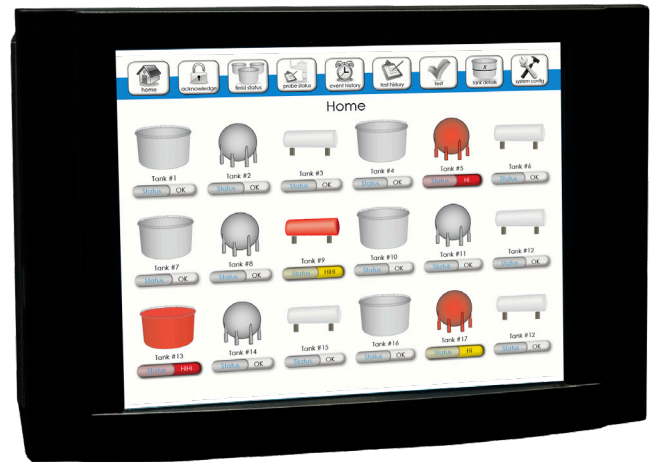 home acknowledge field status probe status event history test history test tank details system config
Home
Tank #1 Tank #2 Tank #3 Tank #4 Tank #5 Tank #6
Status OK Status OK Status OK Status OK Status Hi Status OK
Tank #7 Tank #8 Tank #9 Tank #10 Tank #11 Tank #12
Status OK Status OK Status HiHi Status OK Status OK Status OK
Tank #13 Tank #14 Tank #15 Tank #16 Tank #17 Tank #12
Status HiHi Status OK Status OK Status OK Status Hi Status OK